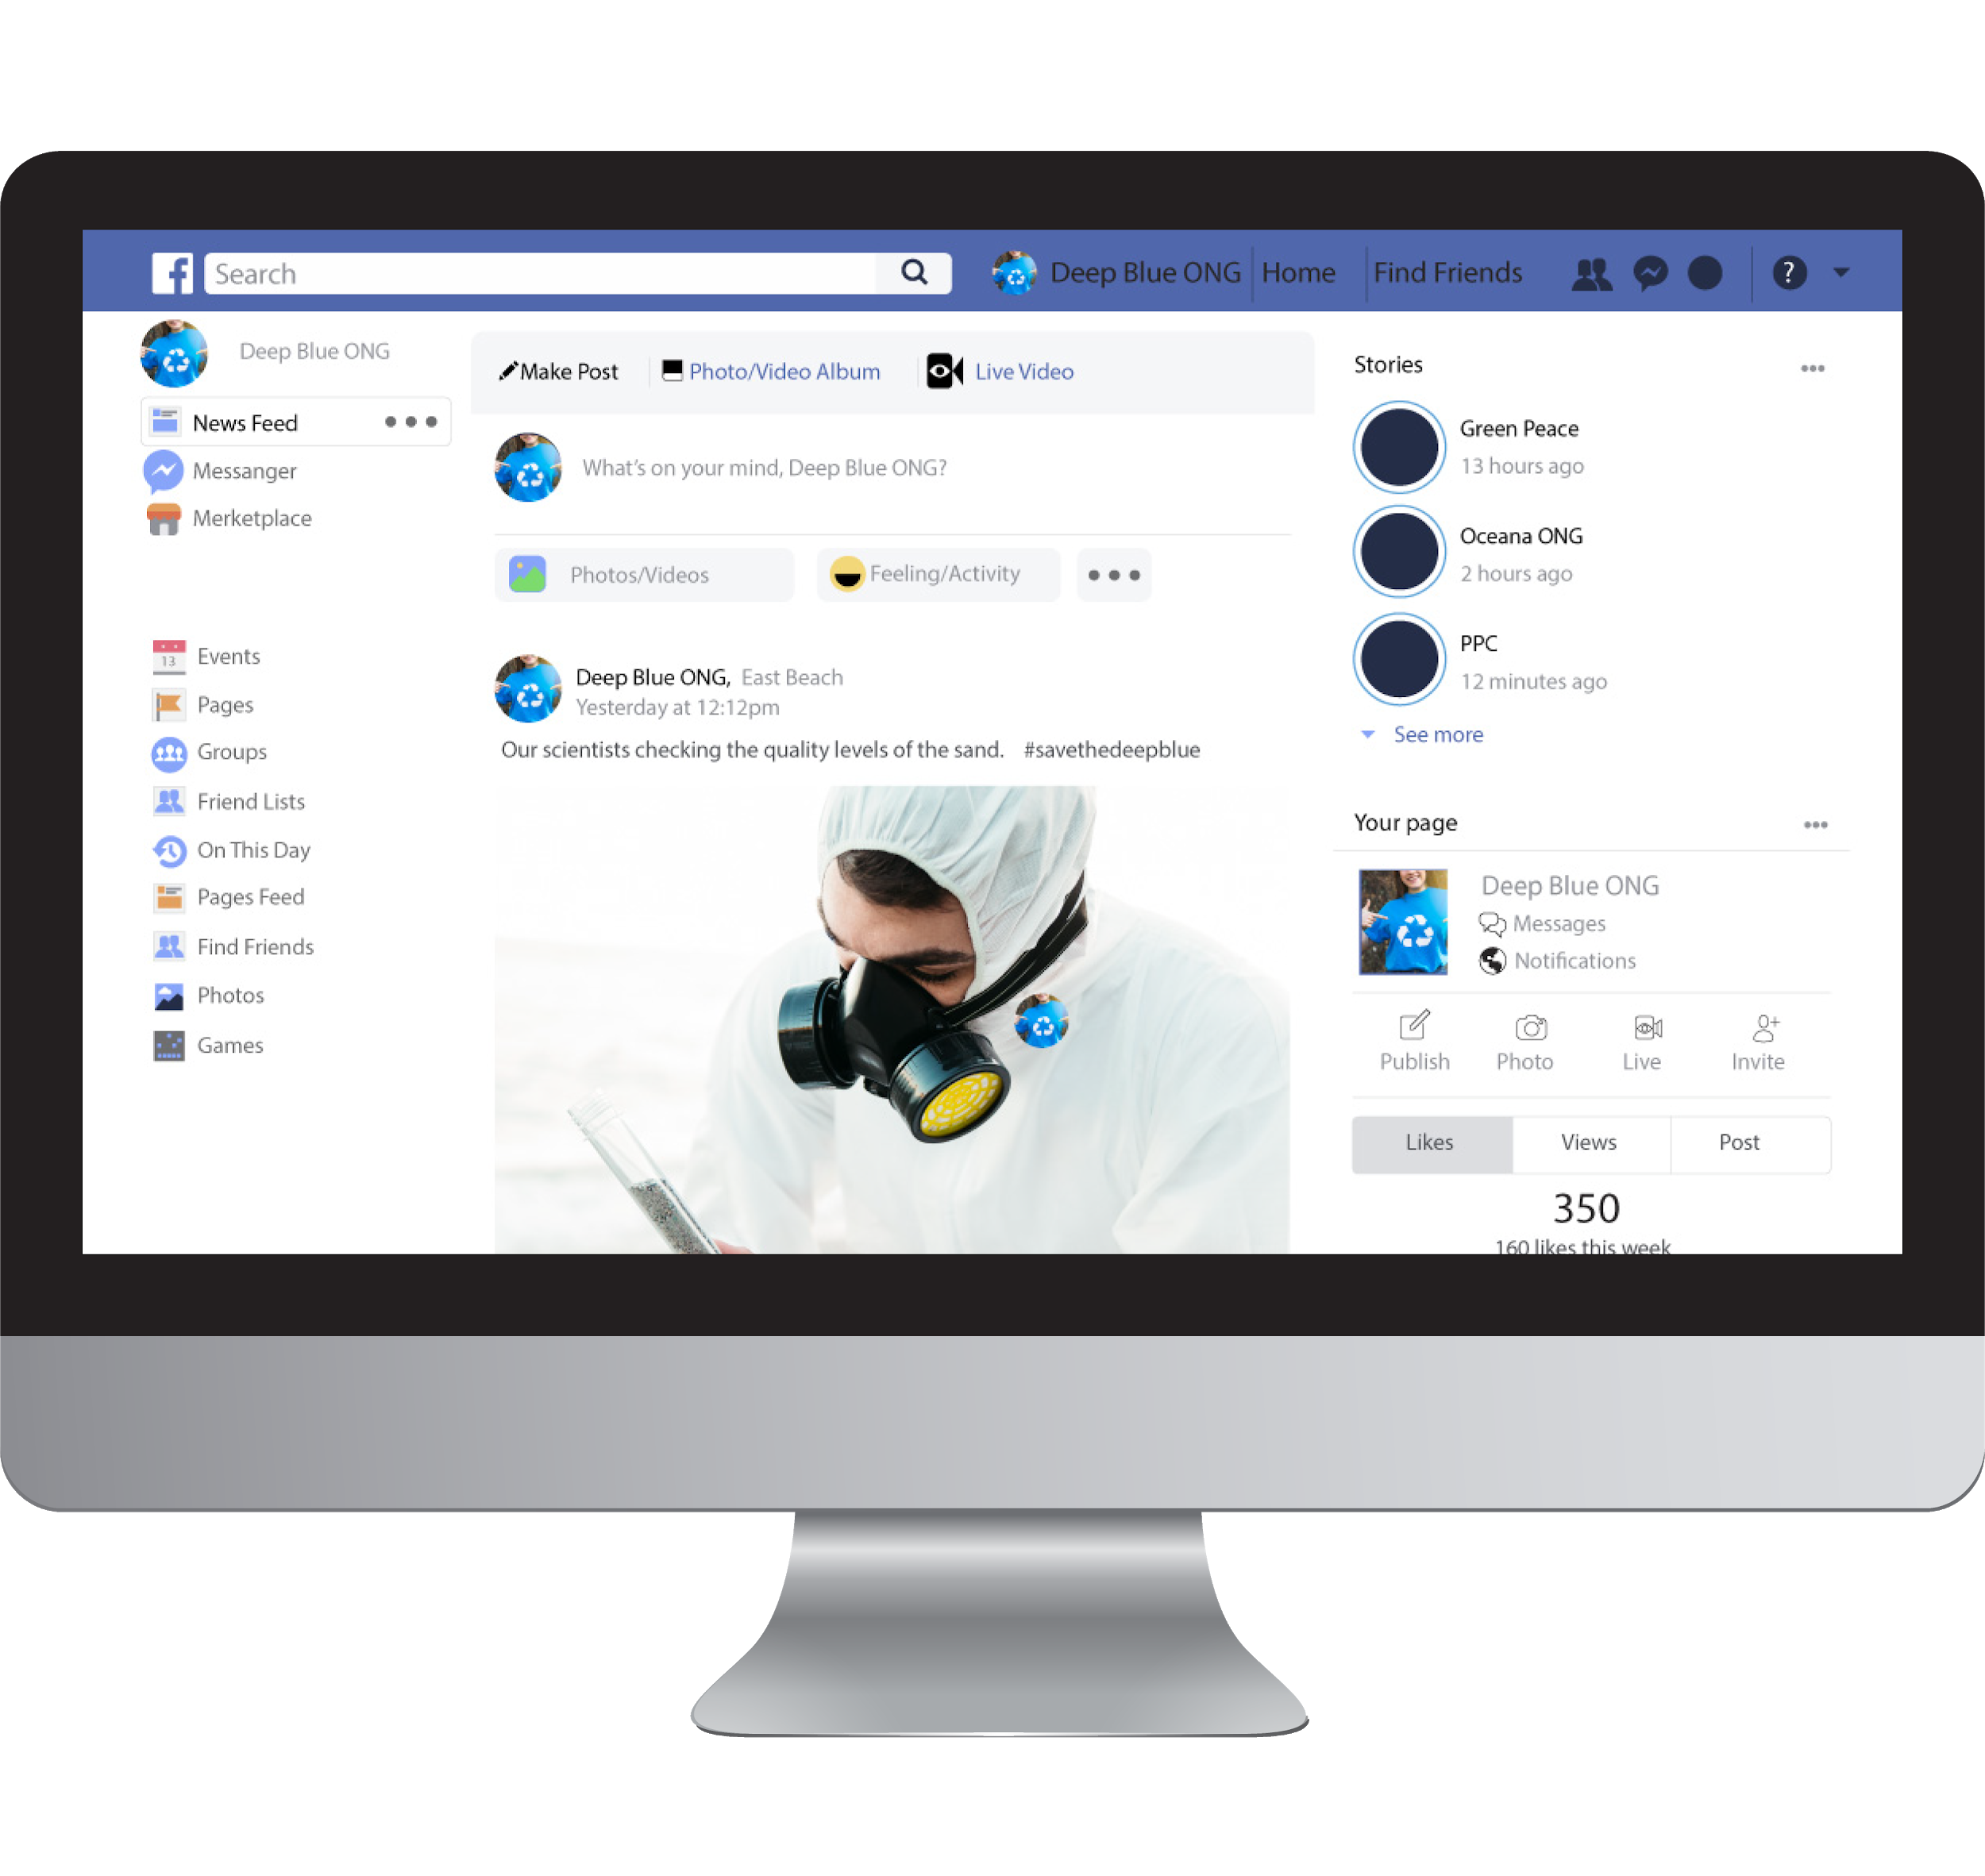 f
Search
Deep Blue ONG
Home
Find Friends
?
Deep Blue ONG
News Feed
Messanger
Merketplace
13
Events
Pages
Groups
Friend Lists
On This Day
Pages Feed
Find Friends
Photos
Games
Make Post
Photo/Video Album
Live Video
What's on your mind, Deep Blue ONG?
Photos/Videos
Feeling/Activity
Deep Blue ONG, East Beach
Yesterday at 12:12pm
Our scientists checking the quality levels of the sand. #savethedeepblue
Stories
Green Peace
13 hours ago
Oceana ONG
2 hours ago
PPC
12 minutes ago
See more
Your page
Deep Blue ONG
Messages
Notifications
Publish
Photo
Live
Invite
Likes
Views
Post
350
160 likes this week